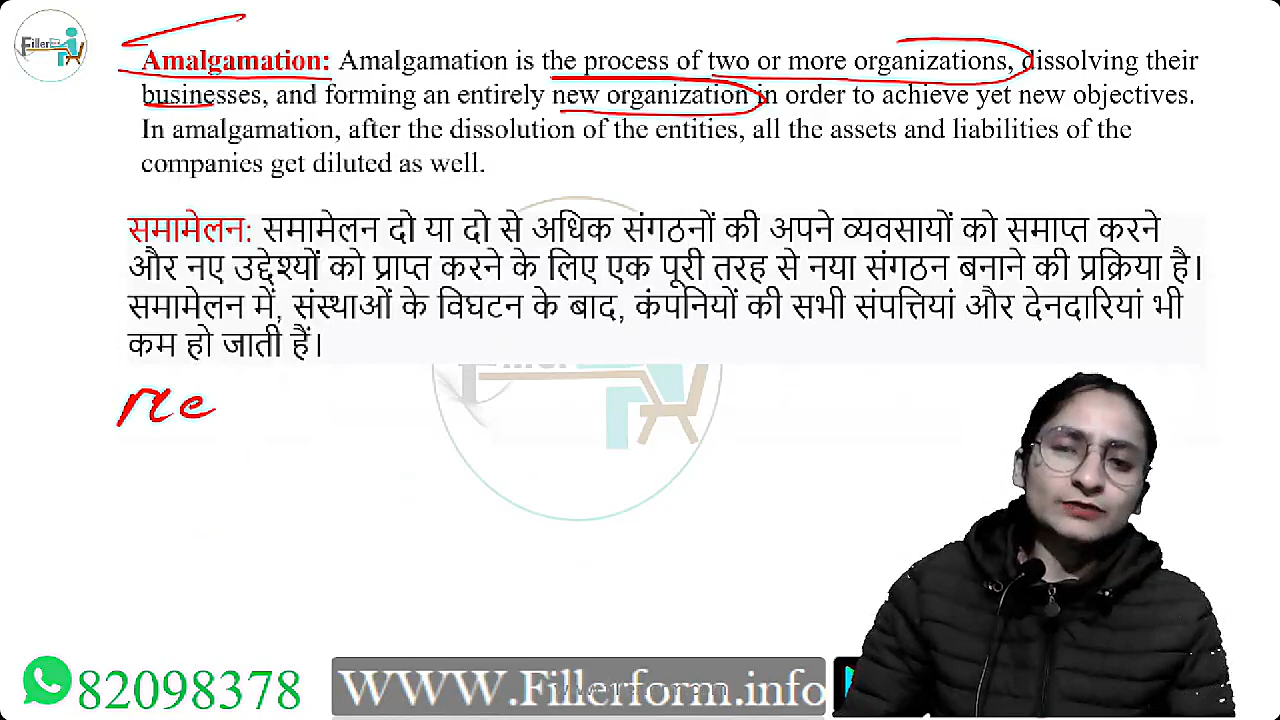 Filler
Amalgamation: Amalgamation is the process of two or more organizations, dissolving their
businesses, and forming an entirely new organization in order to achieve yet new objectives.
In amalgamation, after the dissolution of the entities, all the assets and liabilities of the
companies get diluted as well.
समामेलन: समामेलन दो या दो से अधिक संगठनों की अपने व्यवसायों को समाप्त करने
और नए उद्देश्यों को प्राप्त करने के लिए एक पूरी तरह से नया संगठन बनाने की प्रक्रिया है।
समामेलन में, संस्थाओं के विघटन के बाद, कंपनियों की सभी संपत्तियां और देनदारियां भी
कम हो जाती हैं।
82098378
WWW.Fillerform.info